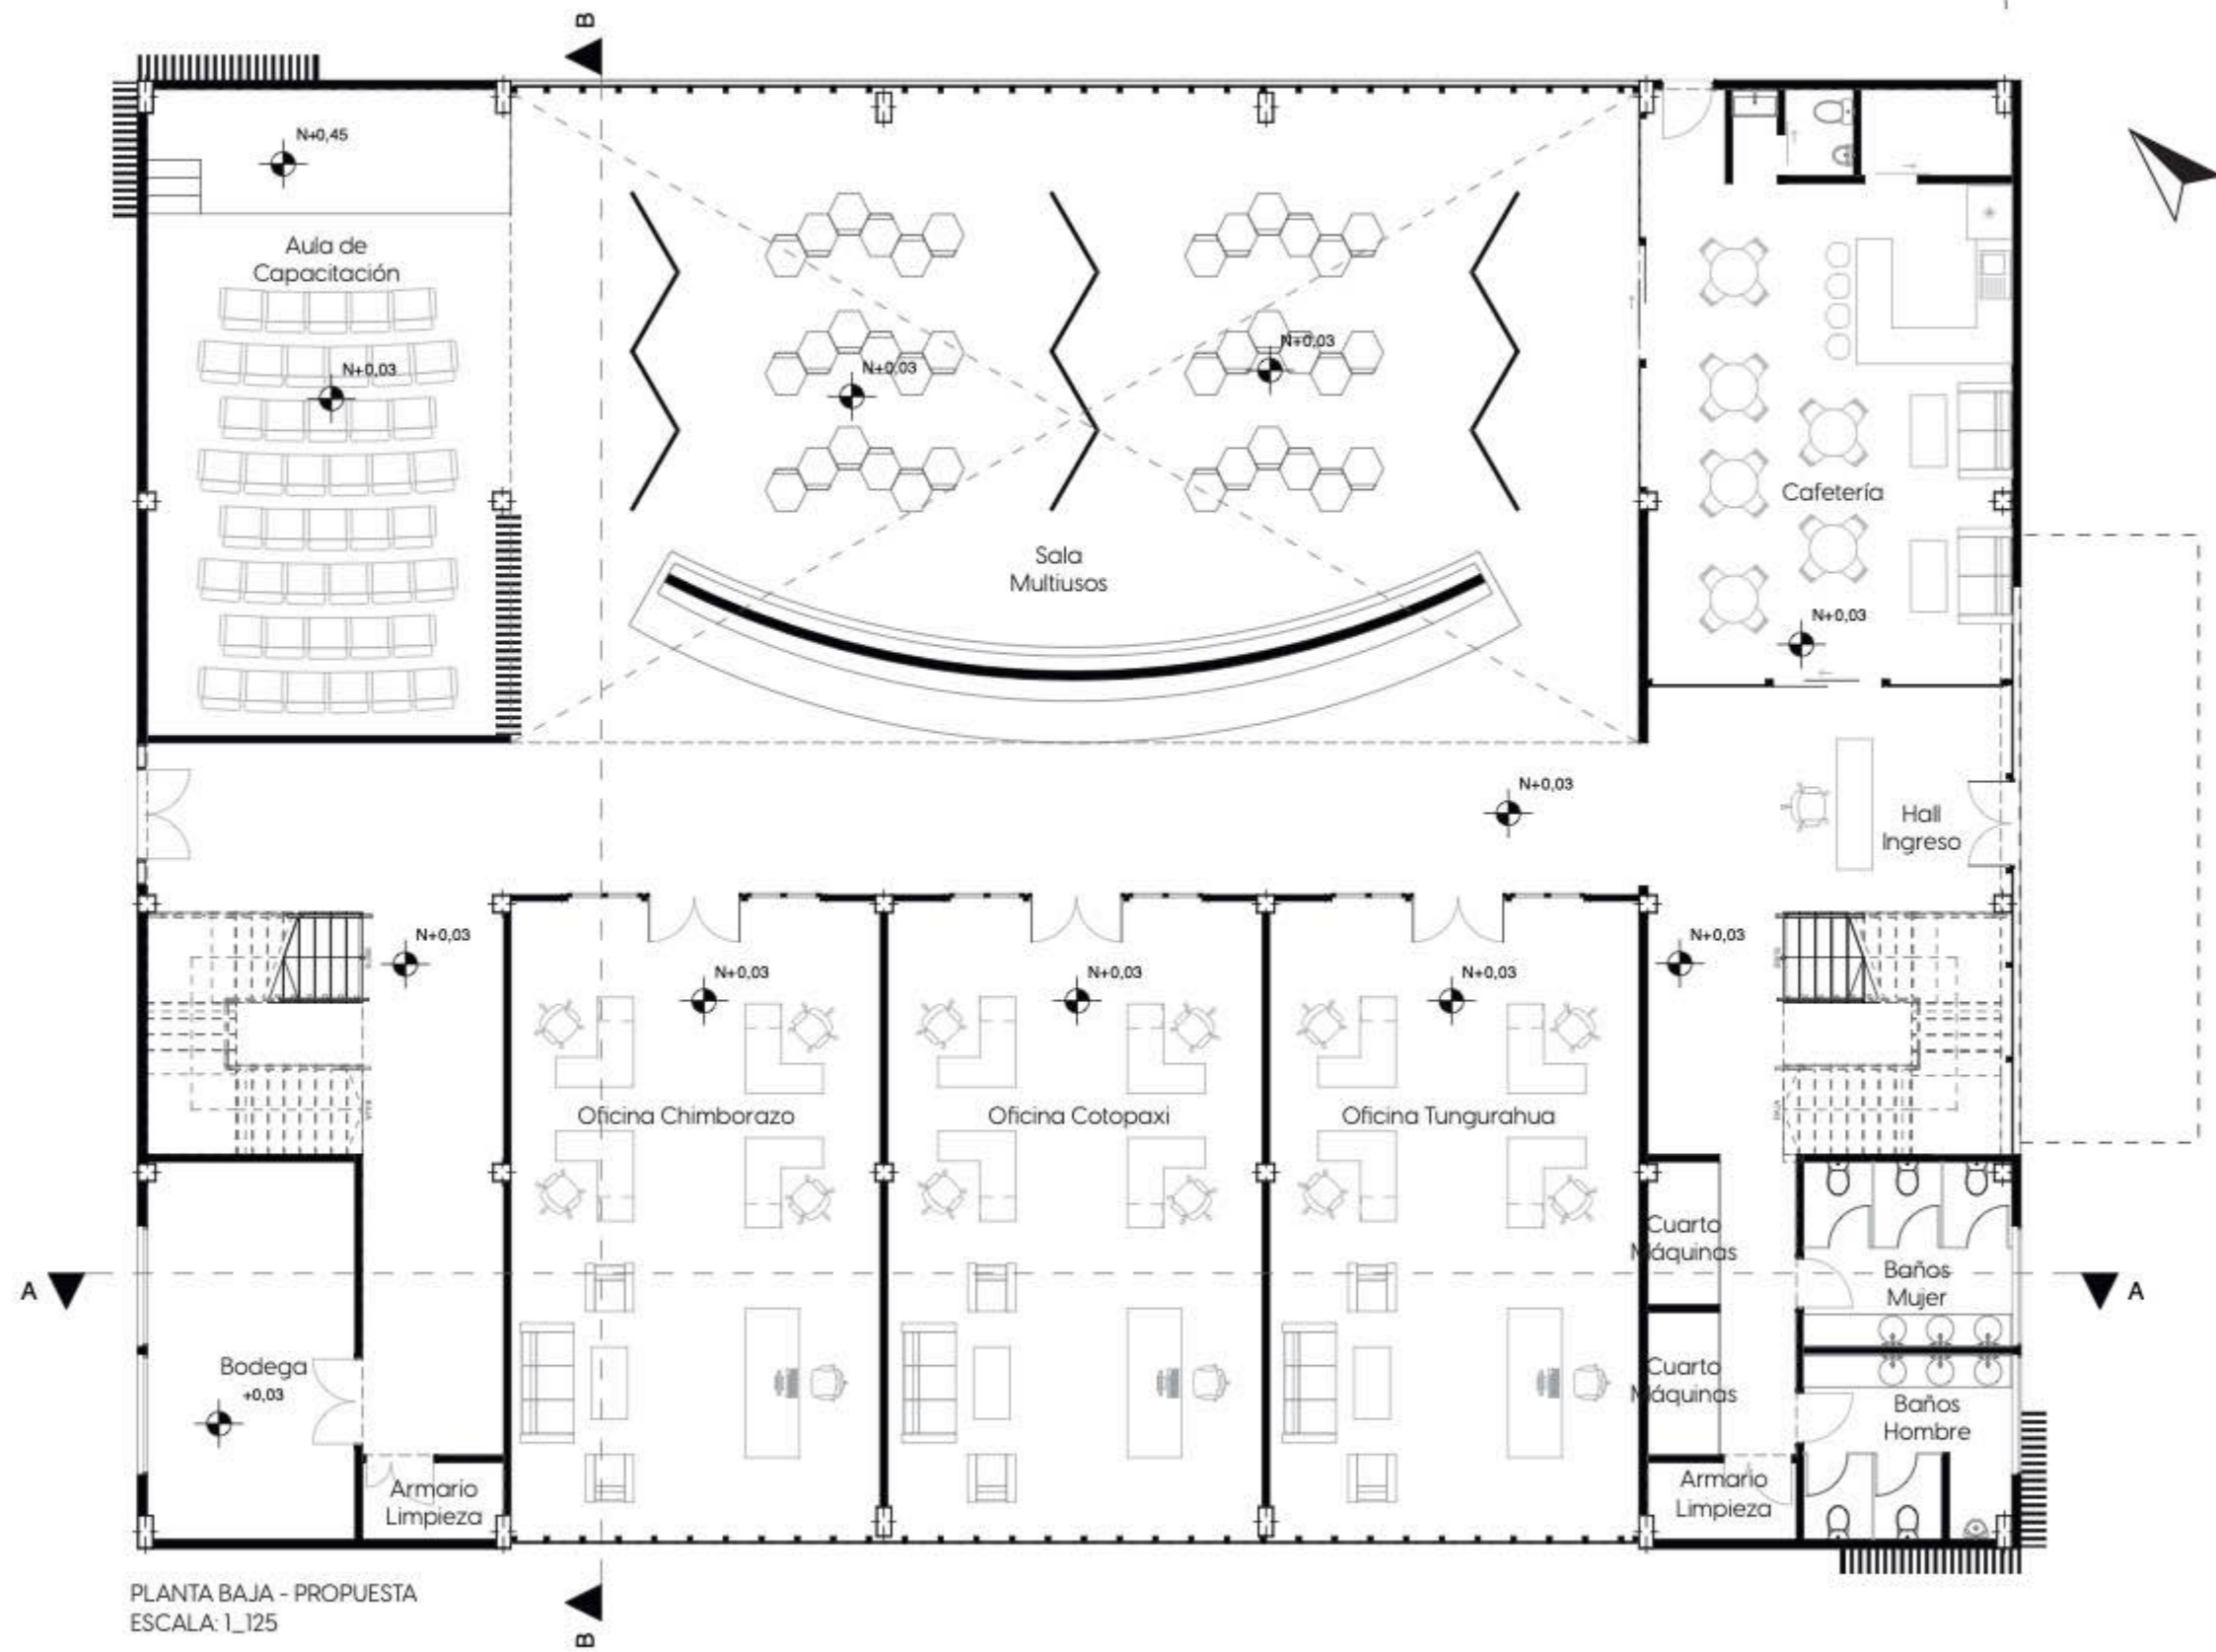 B
N+0,45
Aula de
Capacitación
N+0,03
N+0,03
N+0,03
Cafetería
Sala
Multiusos
N+0,03
N+0,03
Hall
Ingreso
N+0,03
N+0,03
N+0,03
N+0,03
N+0,03
Oficina Chimborazo
Oficina Cotopaxi
Oficina Tungurahua
Cuarto
Máquinas
A
Baños
Mujer
A
Bodega
+0,03
Cuarto
Máquinas
Baños
Hombre
Armario
Limpieza
Armario
Limpieza
PLANTA BAJA - PROPUESTA
ESCALA: 1_125
B